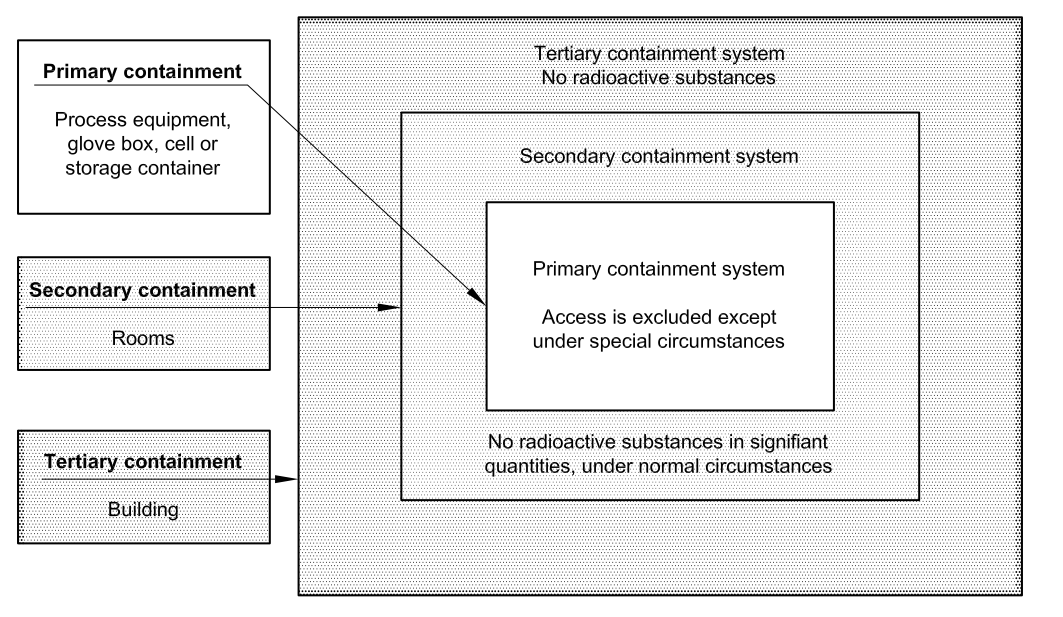 Primary containment
Process equipment,
glove box, cell or
storage container
Secondary containment
Rooms
Tertiary containment
Building
Tertiary containment system
No radioactive substances
Secondary containment system
Primary containment system
Access is excluded except
under special circumstances
No radioactive substances in signifiant
quantities, under normal circumstances